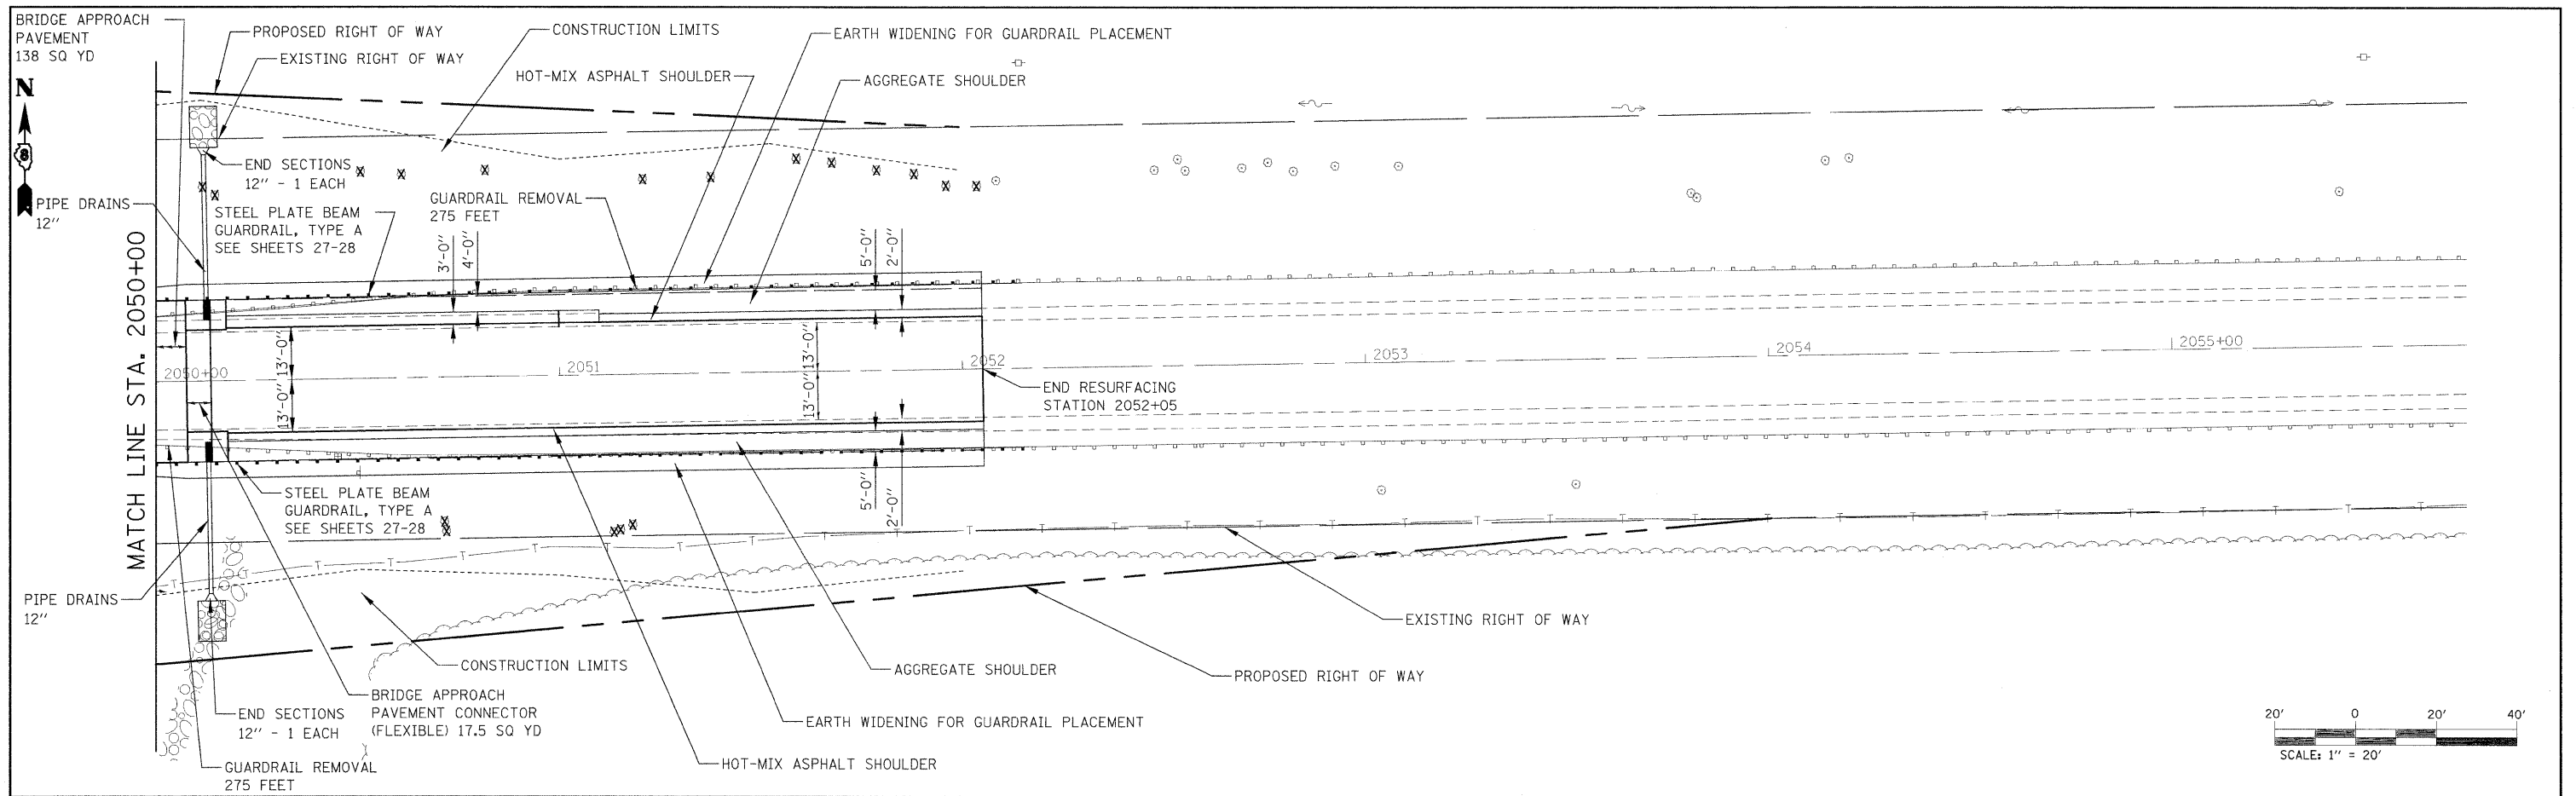 BRIDGE APPROACH
PAVEMENT
138 SQ YD
PROPOSED RIGHT OF WAY
EXISTING RIGHT OF WAY
CONSTRUCTION LIMITS
HOT-MIX ASPHALT SHOULDER
EARTH WIDENING FOR GUARDRAIL PLACEMENT
AGGREGATE SHOULDER
N
8
END SECTIONS
12" - 1 EACH
PIPE DRAINS
12"
STEEL PLATE BEAM
GUARDRAIL, TYPE A
SEE SHEETS 27-28
GUARDRAIL REMOVAL
275 FEET
3'-0"
4'-0"
5'-0"
2'-0"
MATCH LINE STA. 2050+00
13'-0"
13'-0"
13'-0"
13'-0"
2050+00
2051
2052
2053
2054
2055+00
END RESURFACING
STATION 2052+05
5'-0"
2'-0"
STEEL PLATE BEAM
GUARDRAIL, TYPE A
SEE SHEETS 27-28
T T T T T T T T T T T T T T T T T T T T T T T T T T T T T T
PIPE DRAINS
12"
CONSTRUCTION LIMITS
BRIDGE APPROACH
PAVEMENT CONNECTOR
(FLEXIBLE) 17.5 SQ YD
END SECTIONS
12" - 1 EACH
GUARDRAIL REMOVAL
275 FEET
AGGREGATE SHOULDER
EARTH WIDENING FOR GUARDRAIL PLACEMENT
HOT-MIX ASPHALT SHOULDER
EXISTING RIGHT OF WAY
PROPOSED RIGHT OF WAY
20' 0 20' 40'
SCALE: 1" = 20'